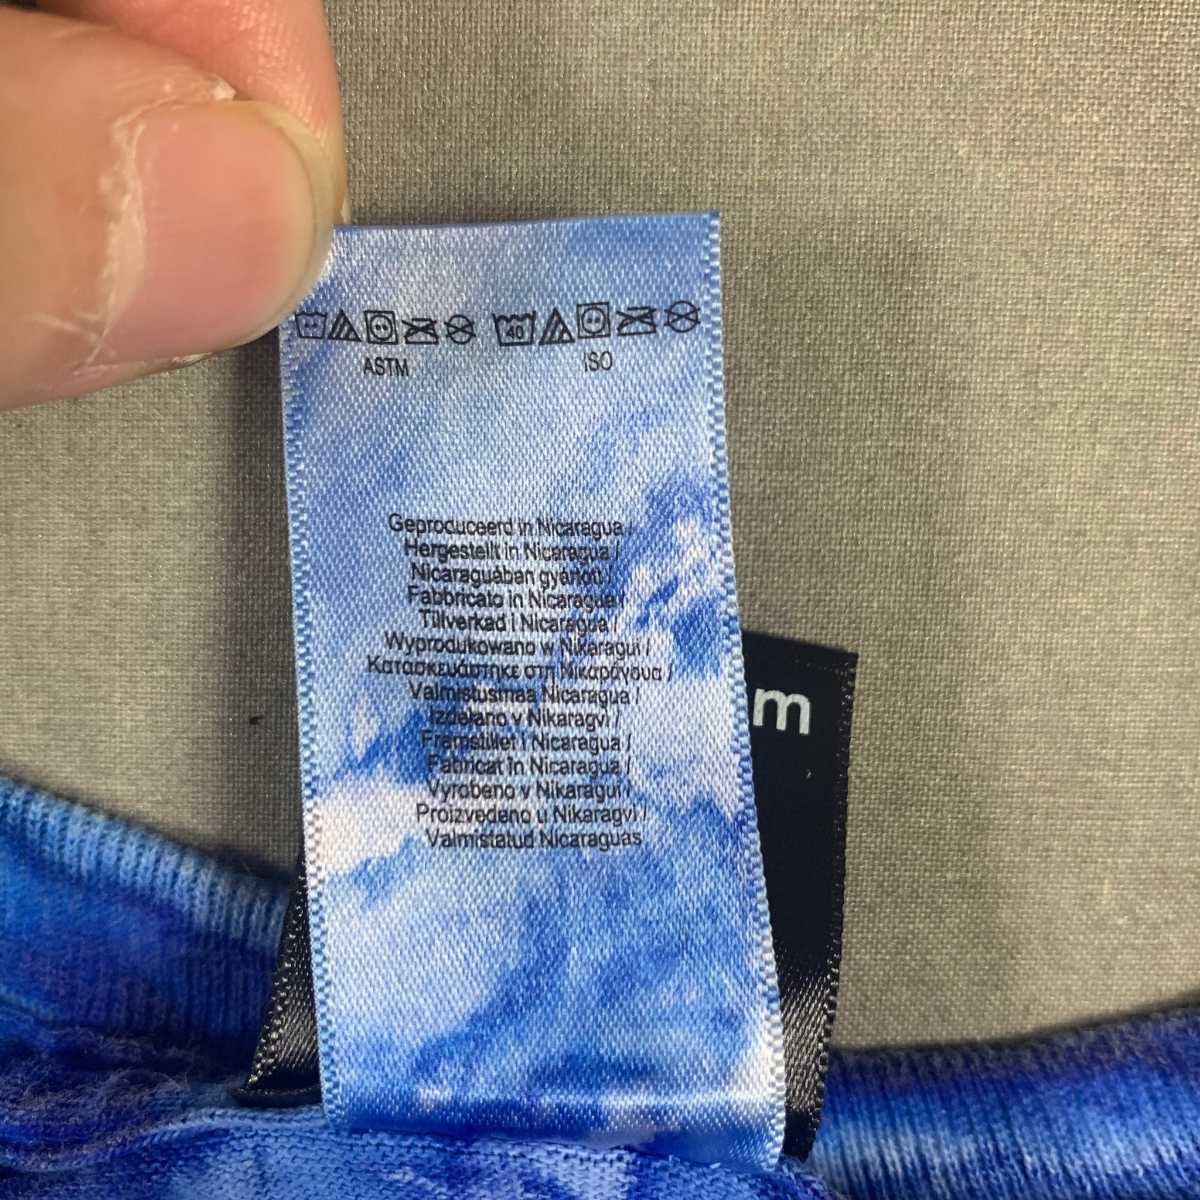 40
ASTM
ISO
Geproduceerd in Nicaragua /
Hergestellt in Nicaragua /
Nicaraguában gyártott /
Fabbricato in Nicaragua /
Tillverkad i Nicaragua /
Wyprodukowano w Nikaragui /
Κατασκευάστηκε στη Νικαράγουα /
Valmistusmaa Nicaragua /
Izdelano v Nikaragvi /
Fremstillet i Nicaragua /
Fabricat în Nicaragua /
Vyrobeno v Nikaragui /
Proizvedeno u Nikaragvi /
Valmistatud Nicaraguas
m